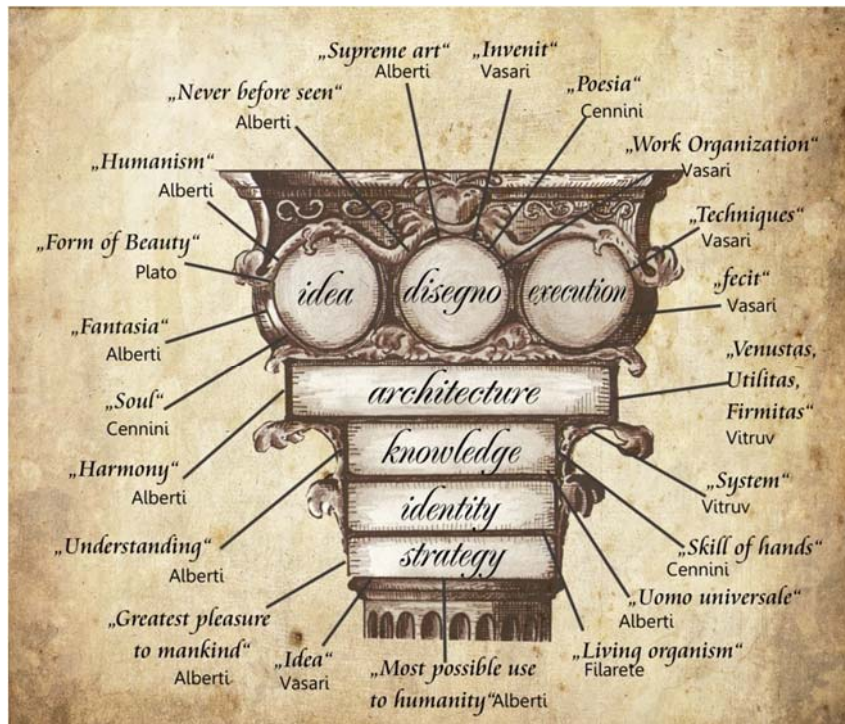 „Supreme art“
Alberti
„Invenit“
Vasari
„Never before seen“
Alberti
„Poesia“
Cennini
„Work Organization“
Vasari
„Humanism“
Alberti
„Techniques“
Vasari
„Form of Beauty“
Plato
idea
disegno
execution
„fecit“
Vasari
„Fantasia“
Alberti
„Venustas,
Utilitas,
Firmitas“
Vitruv
architecture
„Soul“
Cennini
knowledge
„Harmony“
Alberti
„System“
Vitruv
identity
„Understanding“
Alberti
strategy
„Skill of hands“
Cennini
„Uomo universale“
Alberti
„Greatest pleasure
to mankind“
Alberti
„Idea“
Vasari
„Most possible use
to humanity“Alberti
„Living organism“
Filarete